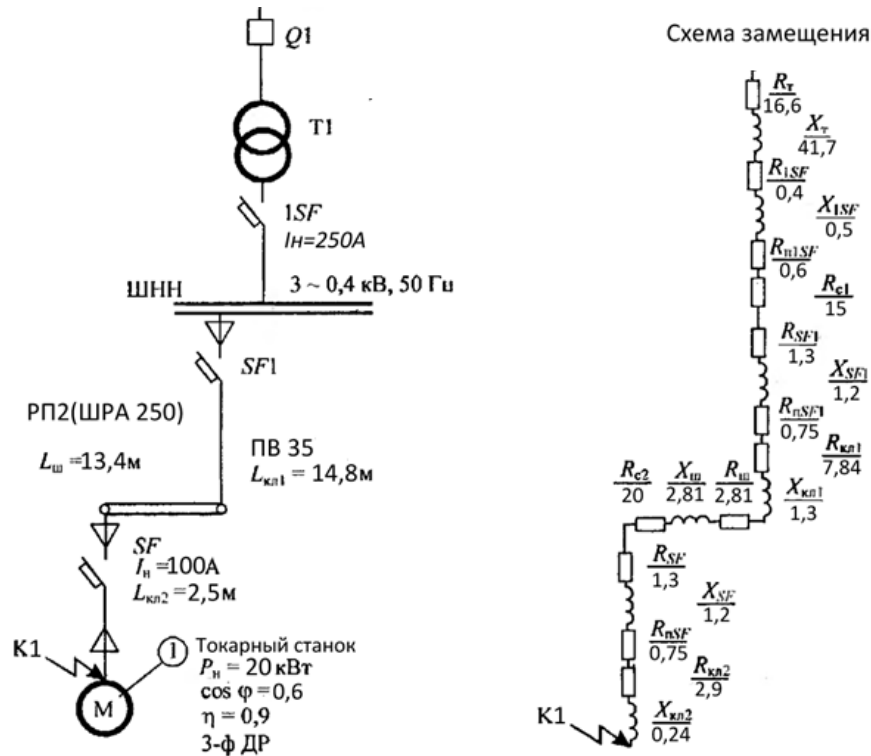 Q1
T1
1SF
Iн=250А
ШНН
3 ~ 0,4 кВ, 50 Гц
SF1
РП2(ШРА 250)
Lш =13,4м
ПВ 35
Lкл1 = 14,8м
SF
Iн =100А
Lкл2 =2,5м
К1
1
Токарный станок
Pн = 20 кВт
cos φ = 0,6
η = 0,9
3-ф ДР
М
Схема замещения
Rт
16,6
Xт
41,7
R1SF
0,4
X1SF
0,5
Rп1SF
0,6
Rс1
15
RSF1
1,3
XSF1
1,2
RпSF1
0,75
Rкл1
7,84
Xкл1
1,3
Rс2
20
Xш
2,81
Rш
2,81
RSF
1,3
XSF
1,2
RпSF
0,75
Rкл2
2,9
Xкл2
0,24
К1